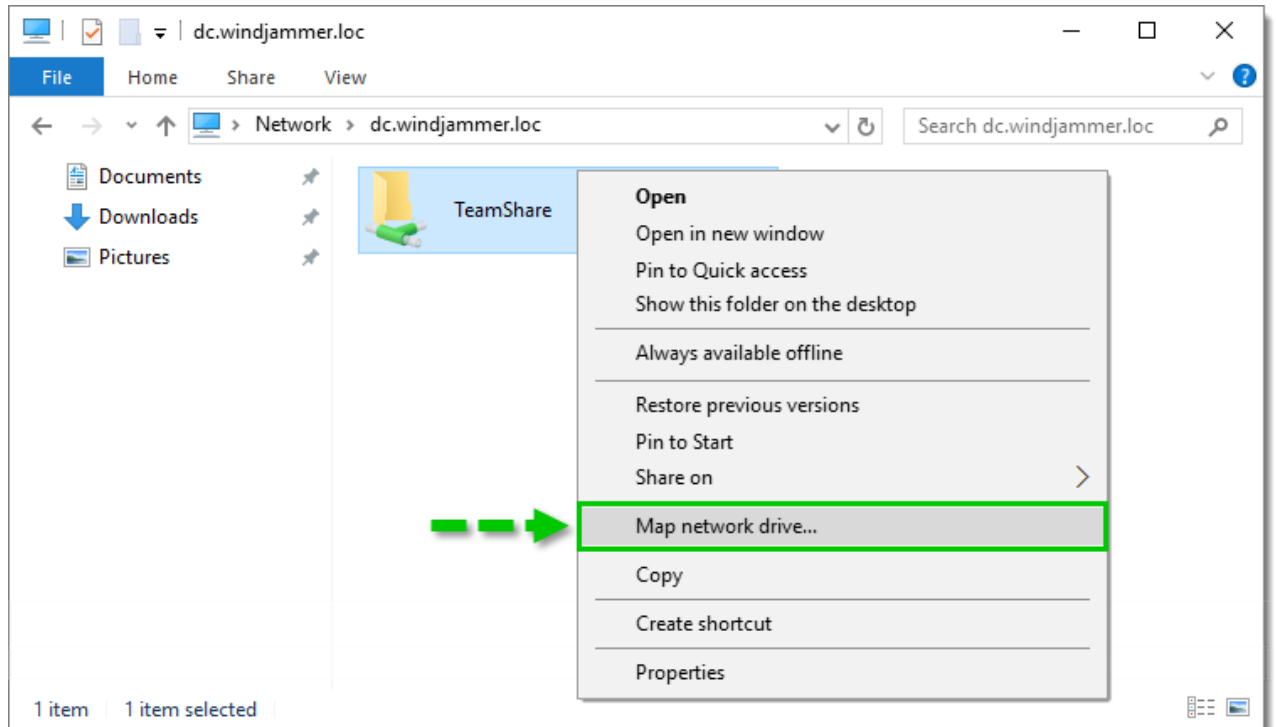 dc.windjammer.loc
File Home Share View
Network dc.windjammer.loc Search dc.windjammer.loc
Documents
Downloads
Pictures
TeamShare
Open
Open in new window
Pin to Quick access
Show this folder on the desktop
Always available offline
Restore previous versions
Pin to Start
Share on
Map network drive...
Copy
Create shortcut
Properties
1 item 1 item selected